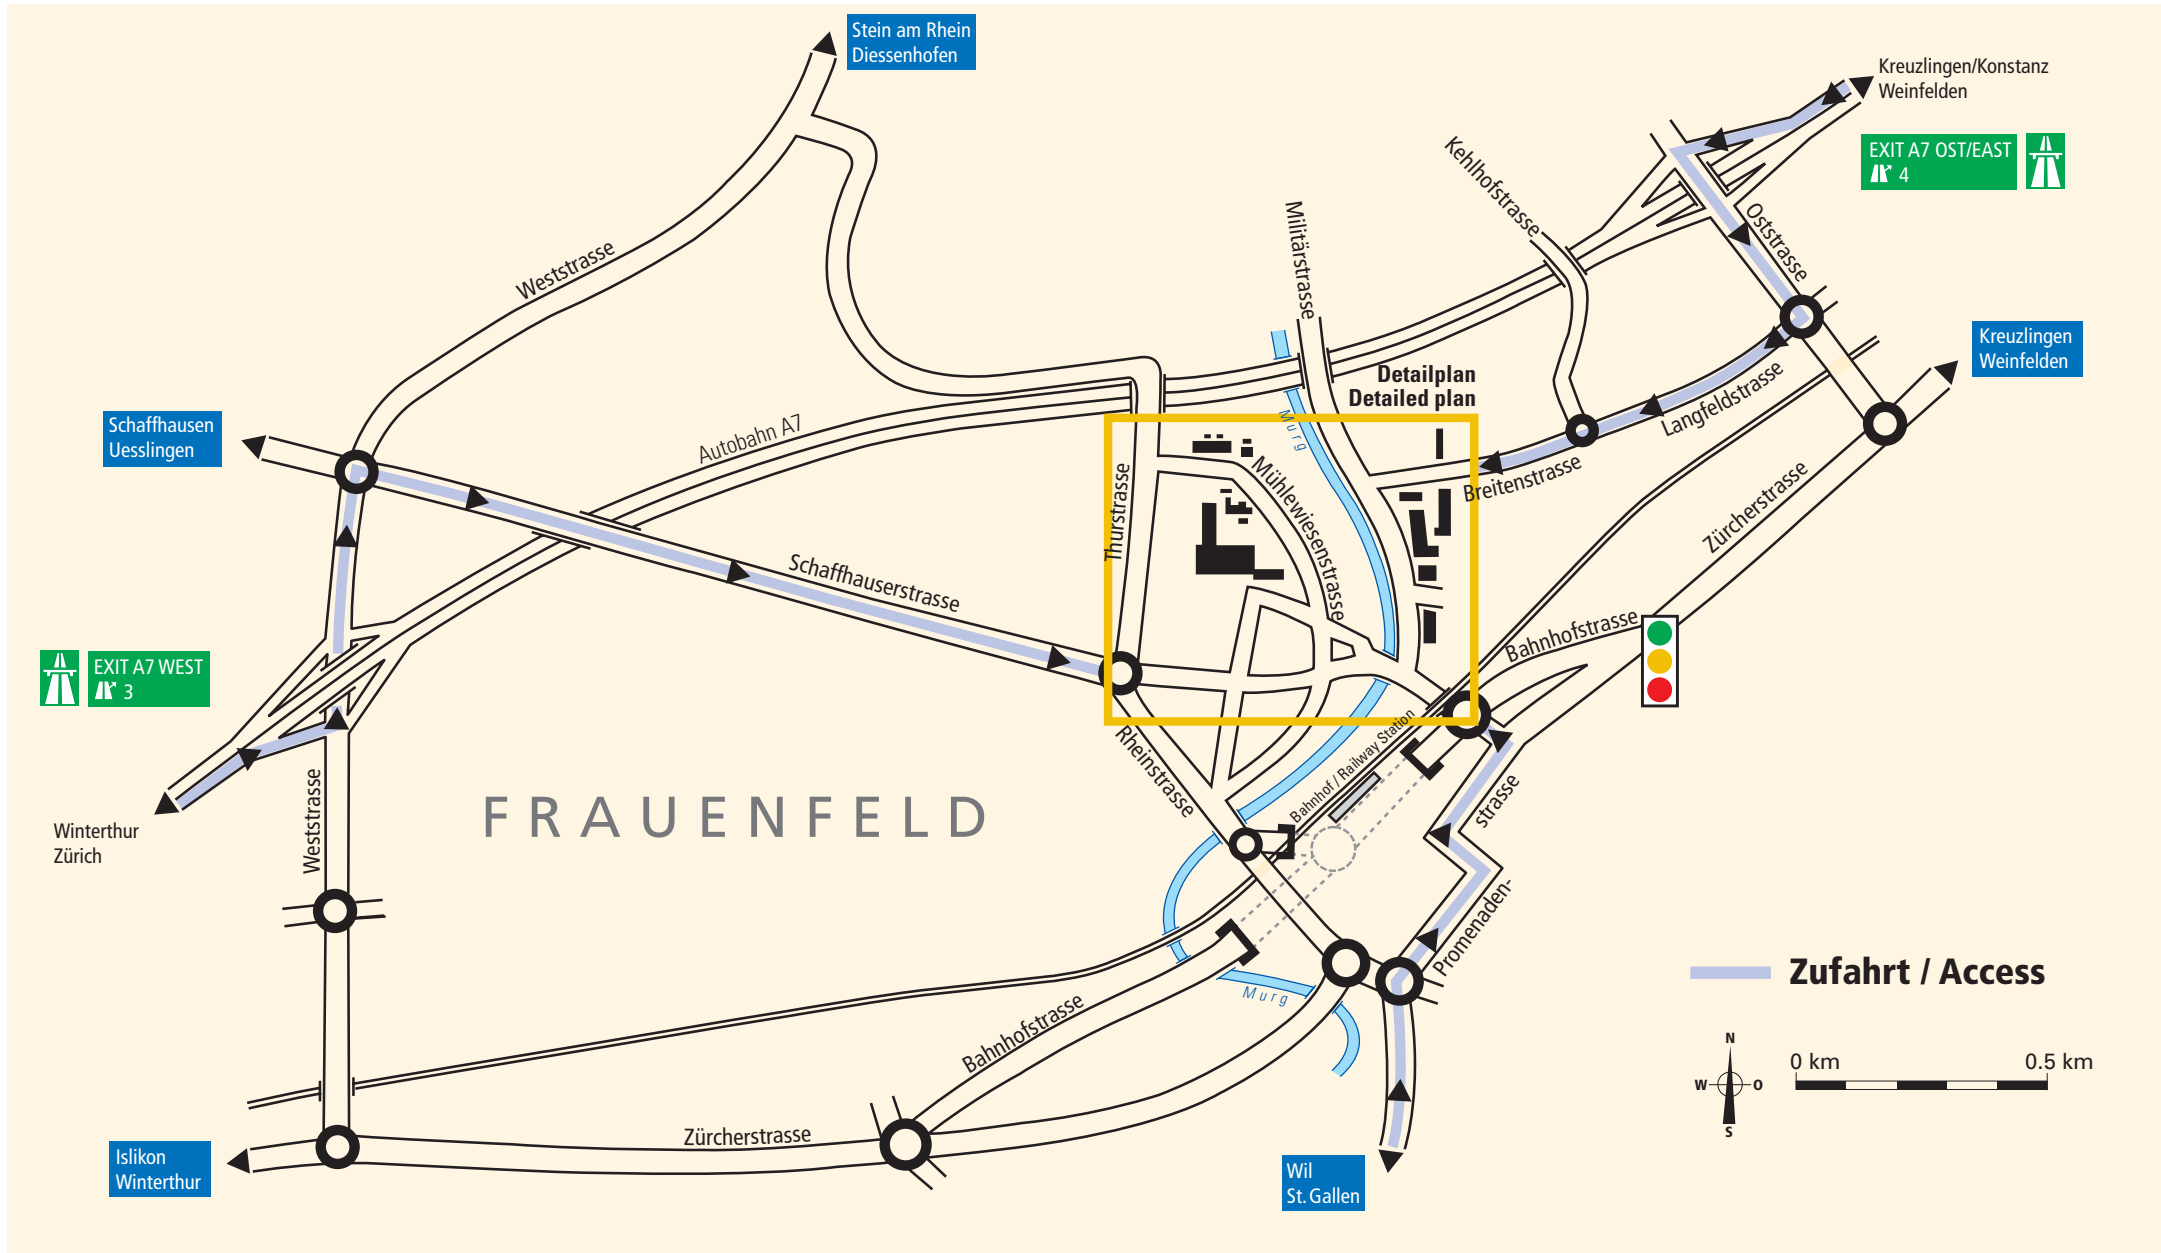 Stein am Rhein
Diessenhofen
Kreuzlingen/Konstanz
Weinfelden
EXIT A7 OST/EAST
4
Kehlhofstrasse
Militärstrasse
Oststrasse
Weststrasse
Kreuzlingen
Weinfelden
Detailplan
Detailed plan
Langfeldstrasse
Schaffhausen
Uesslingen
Autobahn A7
Murg
Breitenstrasse
Thurstrasse
Mühlewiesenstrasse
Zürcherstrasse
Schaffhauserstrasse
Bahnhofstrasse
EXIT A7 WEST
3
Rheinstrasse
Bahnhof / Railway Station
Winterthur
Zürich
Weststrasse
FRAUENFELD
strasse
Promenaden-
Zufahrt / Access
Murg
Bahnhofstrasse
N
W
O
S
0 km
0.5 km
Zürcherstrasse
Islikon
Winterthur
Wil
St. Gallen